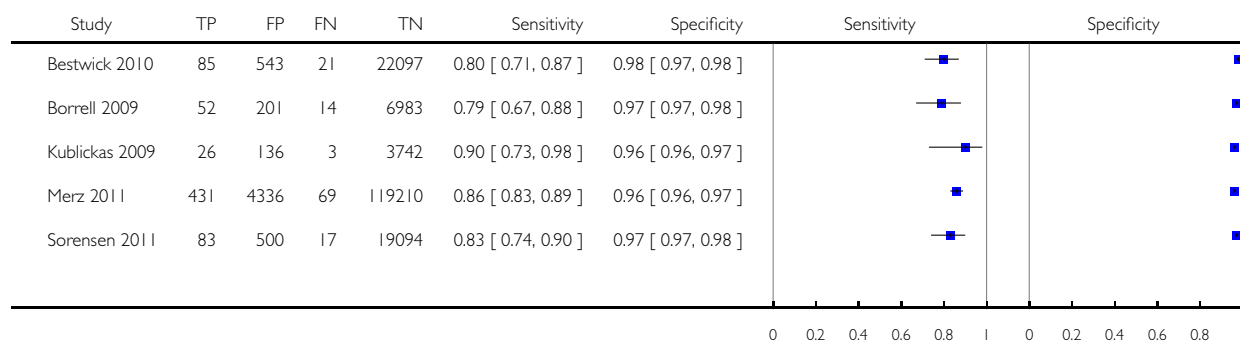 Study TP FP FN TN Sensitivity Specificity Sensitivity Specificity
Bestwick 2010 85 543 21 22097 0.80 [ 0.71, 0.87 ] 0.98 [ 0.97, 0.98 ]
Borrell 2009 52 201 14 6983 0.79 [ 0.67, 0.88 ] 0.97 [ 0.97, 0.98 ]
Kublickas 2009 26 136 3 3742 0.90 [ 0.73, 0.98 ] 0.96 [ 0.96, 0.97 ]
Merz 2011 431 4336 69 119210 0.86 [ 0.83, 0.89 ] 0.96 [ 0.96, 0.97 ]
Sorensen 2011 83 500 17 19094 0.83 [ 0.74, 0.90 ] 0.97 [ 0.97, 0.98 ]
0 0.2 0.4 0.6 0.8 1 0 0.2 0.4 0.6 0.8